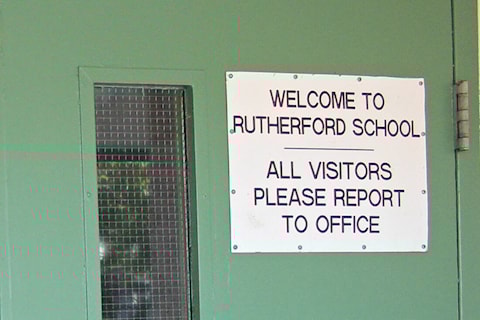 WELCOME TO
RUTHERFORD SCHOOL
ALL VISITORS
PLEASE REPORT
TO OFFICE